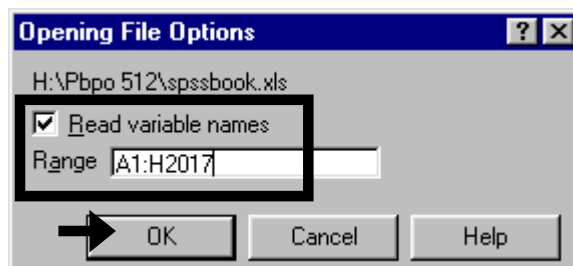 Opening File Options
H:\Pbpo 512\spssbook.xls
Read variable names
Range A1:H2017
OK Cancel Help